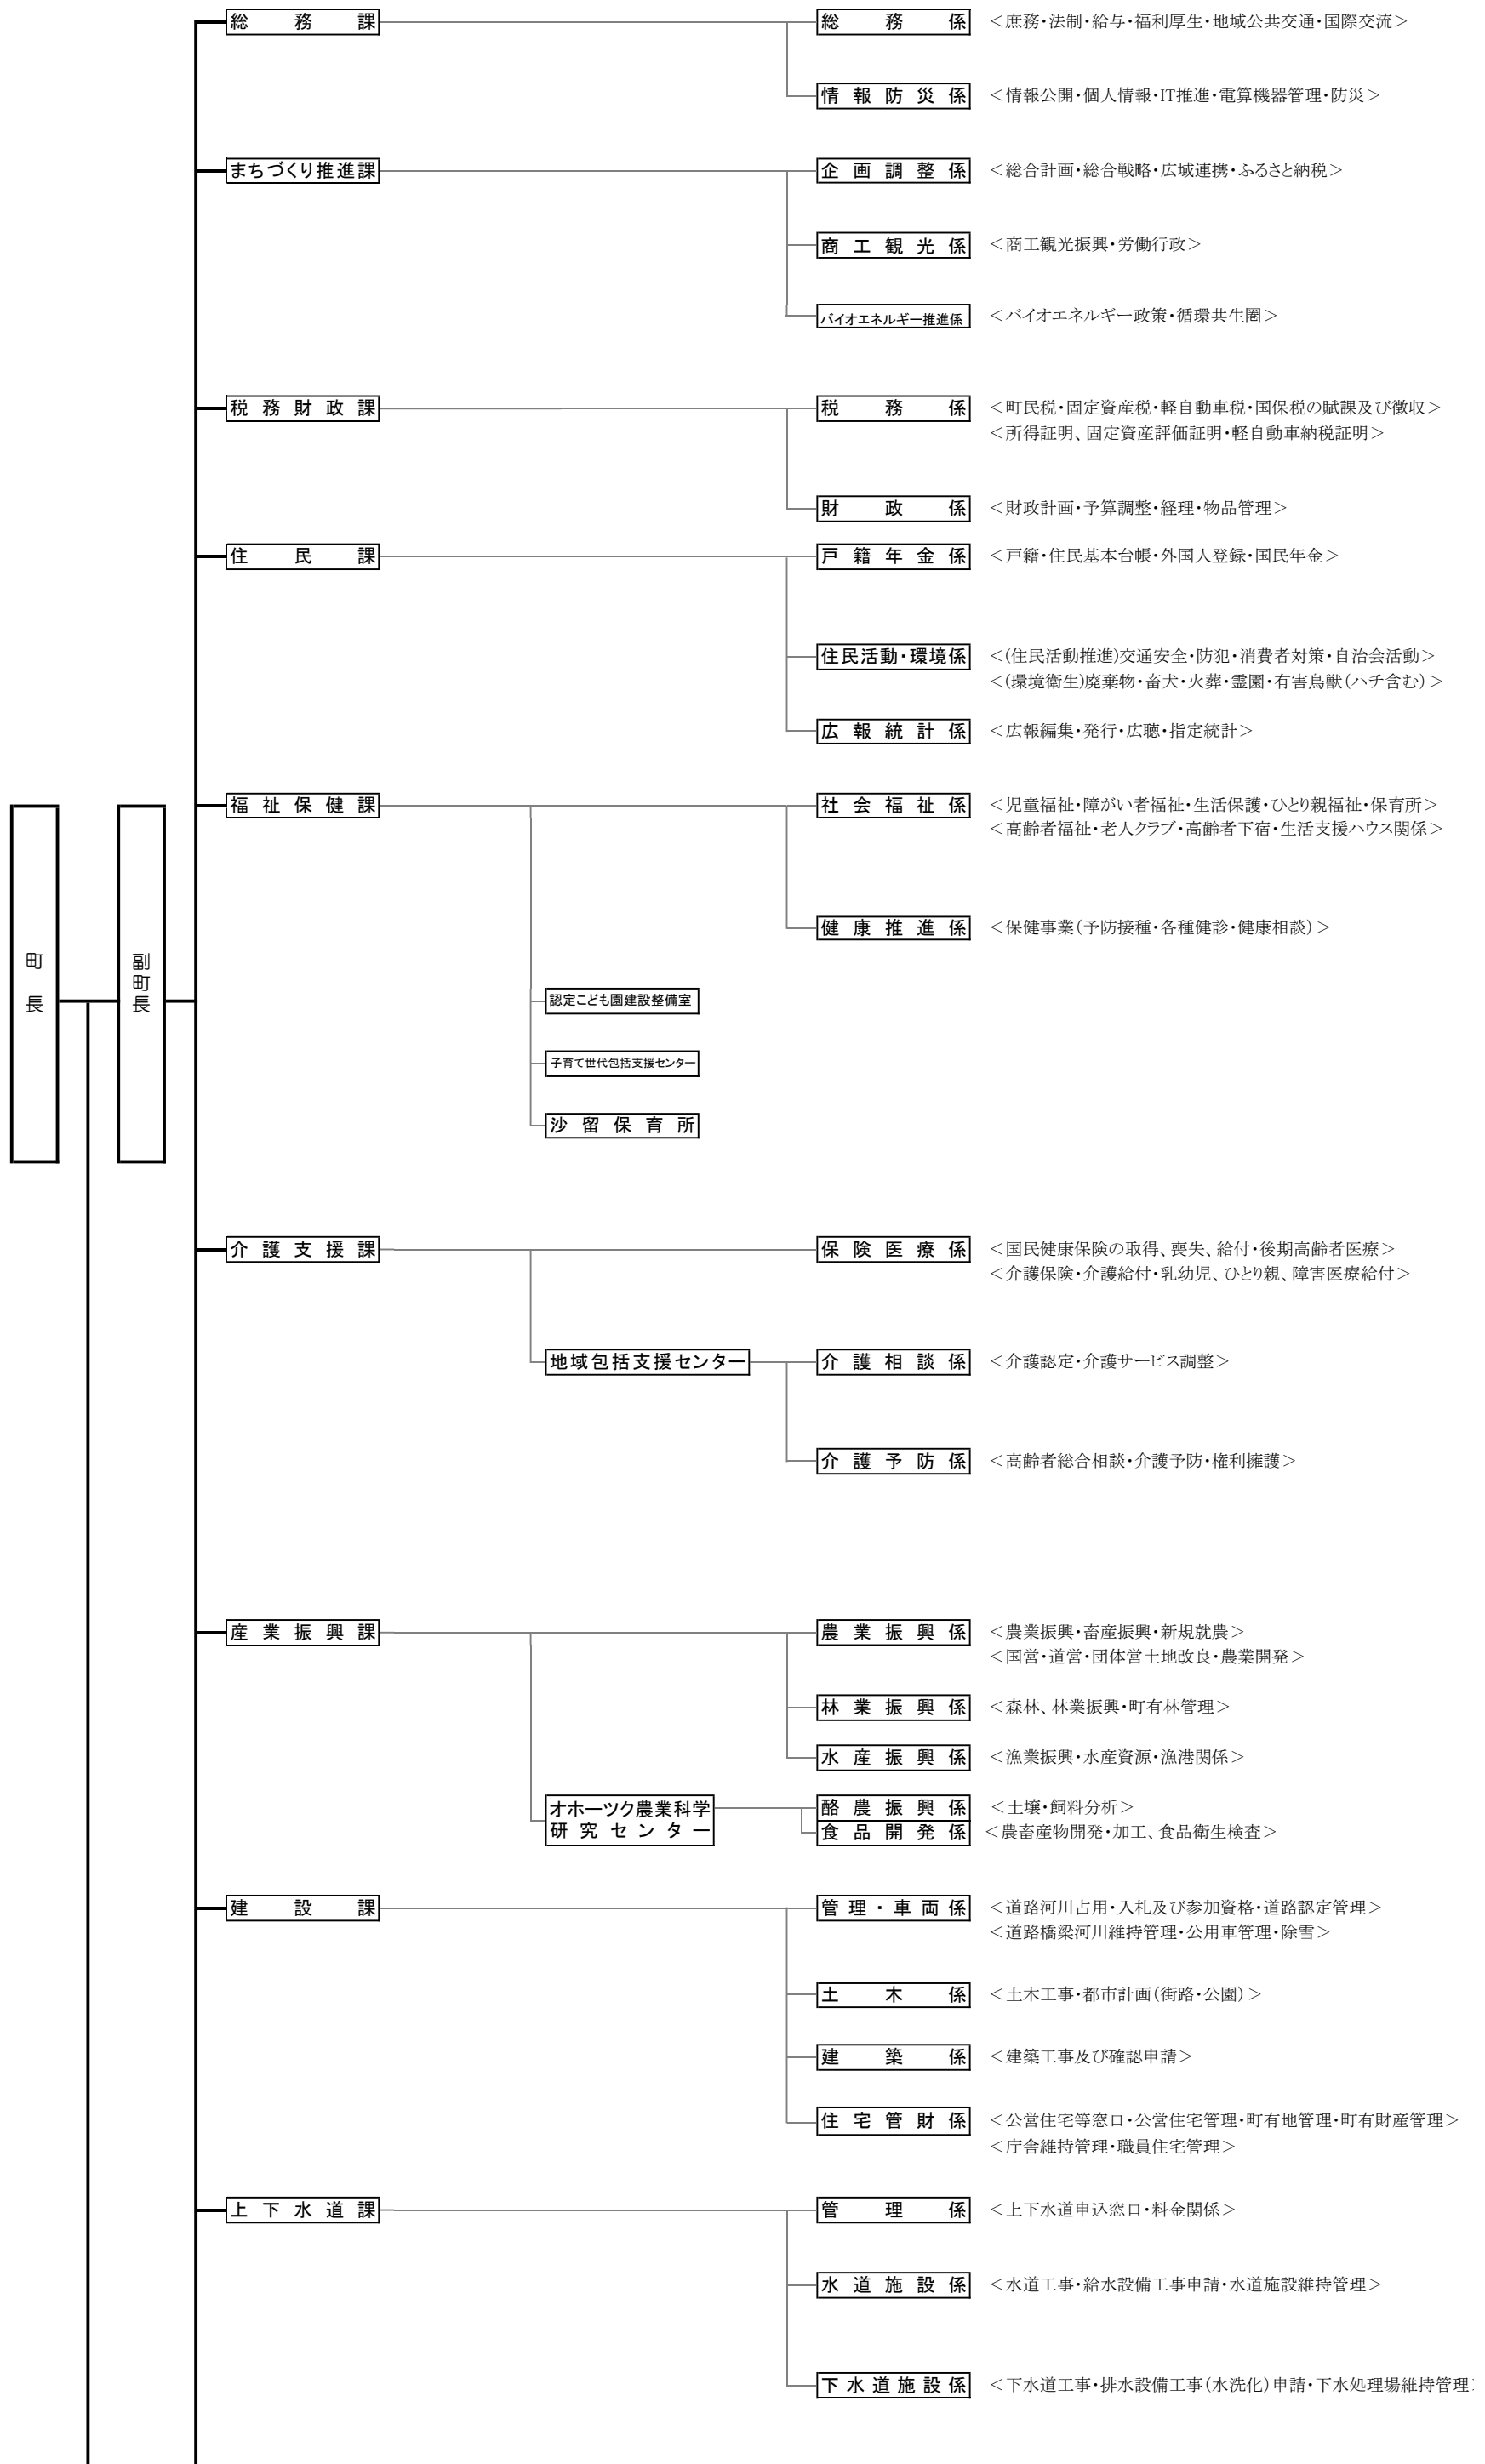 総務課
総務係
＜庶務・法制・給与・福利厚生・地域公共交通・国際交流＞
情報防災係
＜情報公開・個人情報・IT推進・電算機器管理・防災＞
まちづくり推進課
企画調整係
＜総合計画・総合戦略・広域連携・ふるさと納税＞
商工観光係
＜商工観光振興・労働行政＞
バイオエネルギー推進係
＜バイオエネルギー政策・循環共生圏＞
税務財政課
税務係
＜町民税・固定資産税・軽自動車税・国保税の賦課及び徴収＞
＜所得証明、固定資産評価証明・軽自動車納税証明＞
財政係
＜財政計画・予算調整・経理・物品管理＞
住民課
戸籍年金係
＜戸籍・住民基本台帳・外国人登録・国民年金＞
住民活動・環境係
＜(住民活動推進)交通安全・防犯・消費者対策・自治会活動＞
＜(環境衛生)廃棄物・畜犬・火葬・霊園・有害鳥獣（ハチ含む）＞
広報統計係
＜広報編集・発行・広聴・指定統計＞
町長
副町長
福祉保健課
社会福祉係
＜児童福祉・障がい者福祉・生活保護・ひとり親福祉・保育所＞
＜高齢者福祉・老人クラブ・高齢者下宿・生活支援ハウス関係＞
健康推進係
＜保健事業（予防接種・各種健診・健康相談）＞
認定こども園建設整備室
子育て世代包括支援センター
沙留保育所
介護支援課
保険医療係
＜国民健康保険の取得、喪失、給付・後期高齢者医療＞
＜介護保険・介護給付・乳幼児、ひとり親、障害医療給付＞
地域包括支援センター
介護相談係
＜介護認定・介護サービス調整＞
介護予防係
＜高齢者総合相談・介護予防・権利擁護＞
産業振興課
農業振興係
＜農業振興・畜産振興・新規就農＞
＜国営・道営・団体営土地改良・農業開発＞
林業振興係
＜森林、林業振興・町有林管理＞
水産振興係
＜漁業振興・水産資源・漁港関係＞
オホーツク農業科学
研究センター
酪農振興係
＜土壌・飼料分析＞
食品開発係
＜農畜産物開発・加工、食品衛生検査＞
建設課
管理・車両係
＜道路河川占用・入札及び参加資格・道路認定管理＞
＜道路橋梁河川維持管理・公用車管理・除雪＞
土木係
＜土木工事・都市計画（街路・公園）＞
建築係
＜建築工事及び確認申請＞
住宅管財係
＜公営住宅等窓口・公営住宅管理・町有地管理・町有財産管理＞
＜庁舎維持管理・職員住宅管理＞
上下水道課
管理係
＜上下水道申込窓口・料金関係＞
水道施設係
＜水道工事・給水設備工事申請・水道施設維持管理＞
下水道施設係
＜下水道工事・排水設備工事（水洗化）申請・下水処理場維持管理